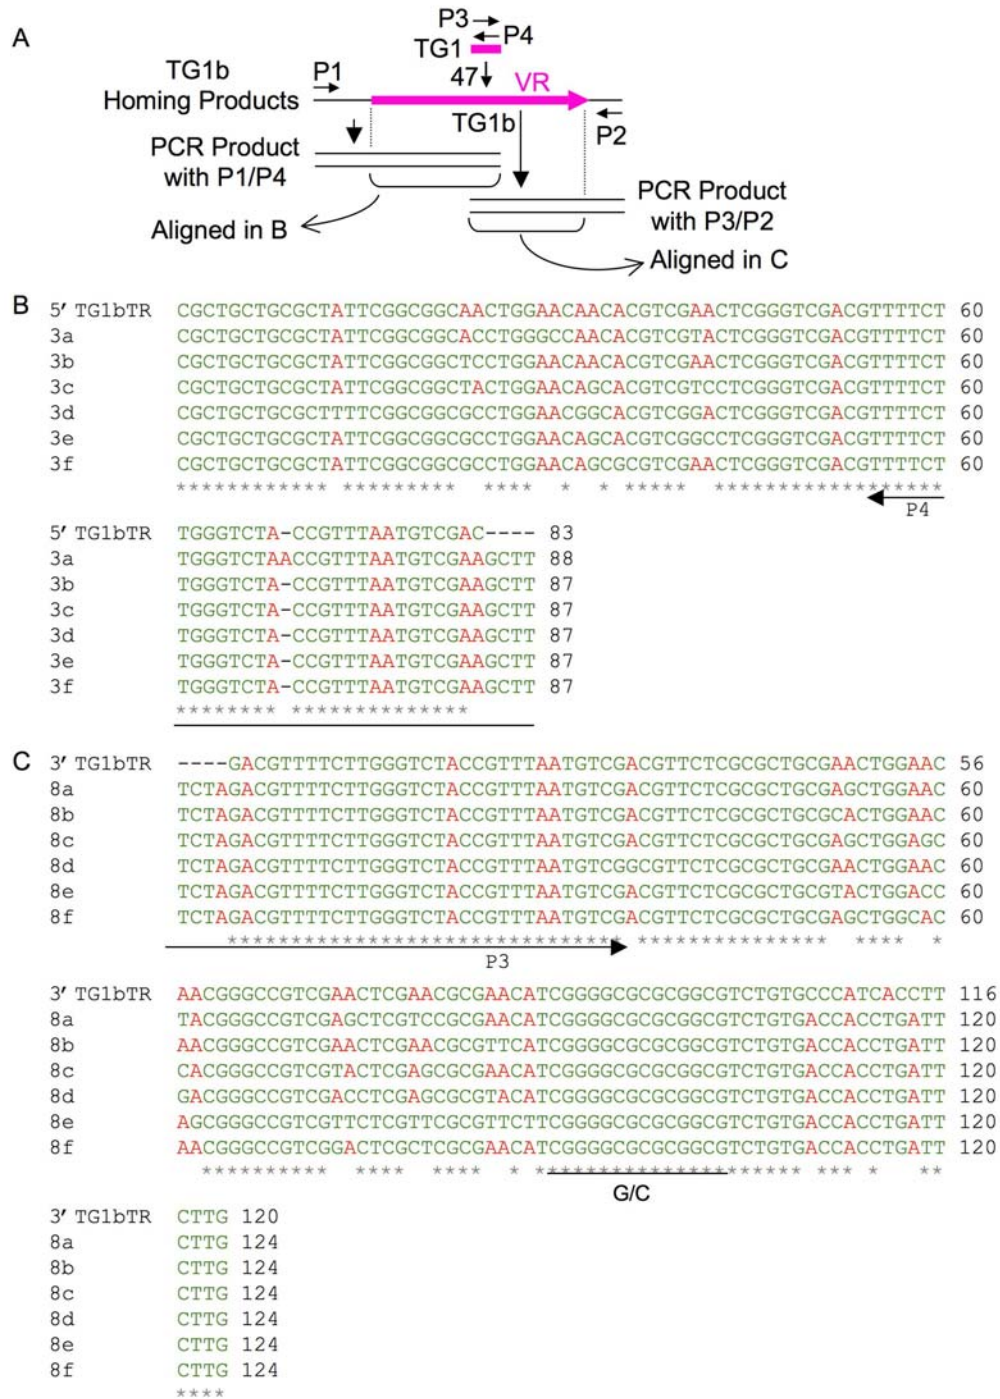 A
P3
P4
TG1
TG1b
Homing Products
P1
47
VR
TG1b
P2
PCR Product
with P1/P4
PCR Product
with P3/P2
Aligned in B
Aligned in C
B
5′ TG1bTR CGCTGCTGCGCTATTCGGCGGCAACTGGAACAACACGTCGAACTCGGGTCGACGTTTTCT 60
3a CGCTGCTGCGCTATTCGGCGGCACCTGGGCCAACACGTCGTACTCGGGTCGACGTTTTCT 60
3b CGCTGCTGCGCTATTCGGCGGCTCCTGGAACAACACGTCGAACTCGGGTCGACGTTTTCT 60
3c CGCTGCTGCGCTATTCGGCGGCTACTGGAACAGCACGTCGTCCTCGGGTCGACGTTTTCT 60
3d CGCTGCTGCGCTTTTCGGCGGCGCCTGGAACGGCACGTCGGACTCGGGTCGACGTTTTCT 60
3e CGCTGCTGCGCTATTCGGCGGCGCCTGGAACAGCACGTCGGCCTCGGGTCGACGTTTTCT 60
3f CGCTGCTGCGCTATTCGGCGGCGCCTGGAACAGCGCGTCGAACTCGGGTCGACGTTTTCT 60
************ ********* **** * * ***** ******************
P4
5′ TG1bTR TGGGTCTA-CCGTTTAATGTCGAC---- 83
3a TGGGTCTAACCGTTTAATGTCGAAGCTT 88
3b TGGGTCTA-CCGTTTAATGTCGAAGCTT 87
3c TGGGTCTA-CCGTTTAATGTCGAAGCTT 87
3d TGGGTCTA-CCGTTTAATGTCGAAGCTT 87
3e TGGGTCTA-CCGTTTAATGTCGAAGCTT 87
3f TGGGTCTA-CCGTTTAATGTCGAAGCTT 87
******** **************
C
3′ TG1bTR ----GACGTTTTCTTGGGTCTACCGTTTAATGTCGACGTTCTCGCGCTGCGAACTGGAAC 56
8a TCTAGACGTTTTCTTGGGTCTACCGTTTAATGTCGACGTTCTCGCGCTGCGAGCTGGAAC 60
8b TCTAGACGTTTTCTTGGGTCTACCGTTTAATGTCGACGTTCTCGCGCTGCGCACTGGAAC 60
8c TCTAGACGTTTTCTTGGGTCTACCGTTTAATGTCGACGTTCTCGCGCTGCGAGCTGGAGC 60
8d TCTAGACGTTTTCTTGGGTCTACCGTTTAATGTCGGCGTTCTCGCGCTGCGAACTGGAAC 60
8e TCTAGACGTTTTCTTGGGTCTACCGTTTAATGTCGACGTTCTCGCGCTGCGTACTGGACC 60
8f TCTAGACGTTTTCTTGGGTCTACCGTTTAATGTCGACGTTCTCGCGCTGCGAGCTGGCAC 60
******************************* *************** **** *
P3
3′ TG1bTR AACGGGCCGTCGAACTCGAACGCGAACATCGGGGCGCGCGGCGTCTGTGCCCATCACCTT 116
8a TACGGGCCGTCGAGCTCGTCCGCGAACATCGGGGCGCGCGGCGTCTGTGACCACCTGATT 120
8b AACGGGCCGTCGAACTCGAACGCGTTCATCGGGGCGCGCGGCGTCTGTGACCACCTGATT 120
8c CACGGGCCGTCGTACTCGAGCGCGAACATCGGGGCGCGCGGCGTCTGTGACCACCTGATT 120
8d GACGGGCCGTCGACCTCGAGCGCGTACATCGGGGCGCGCGGCGTCTGTGACCACCTGATT 120
8e AGCGGGCCGTCGTTCTCGTTCGCGTTCTTCGGGGCGCGCGGCGTCTGTGACCACCTGATT 120
8f AACGGGCCGTCGGACTCGCTCGCGAACATCGGGGCGCGCGGCGTCTGTGACCACCTGATT 120
********** **** **** * ********************* *** * **
G/C
3′ TG1bTR CTTG 120
8a CTTG 124
8b CTTG 124
8c CTTG 124
8d CTTG 124
8e CTTG 124
8f CTTG 124
****